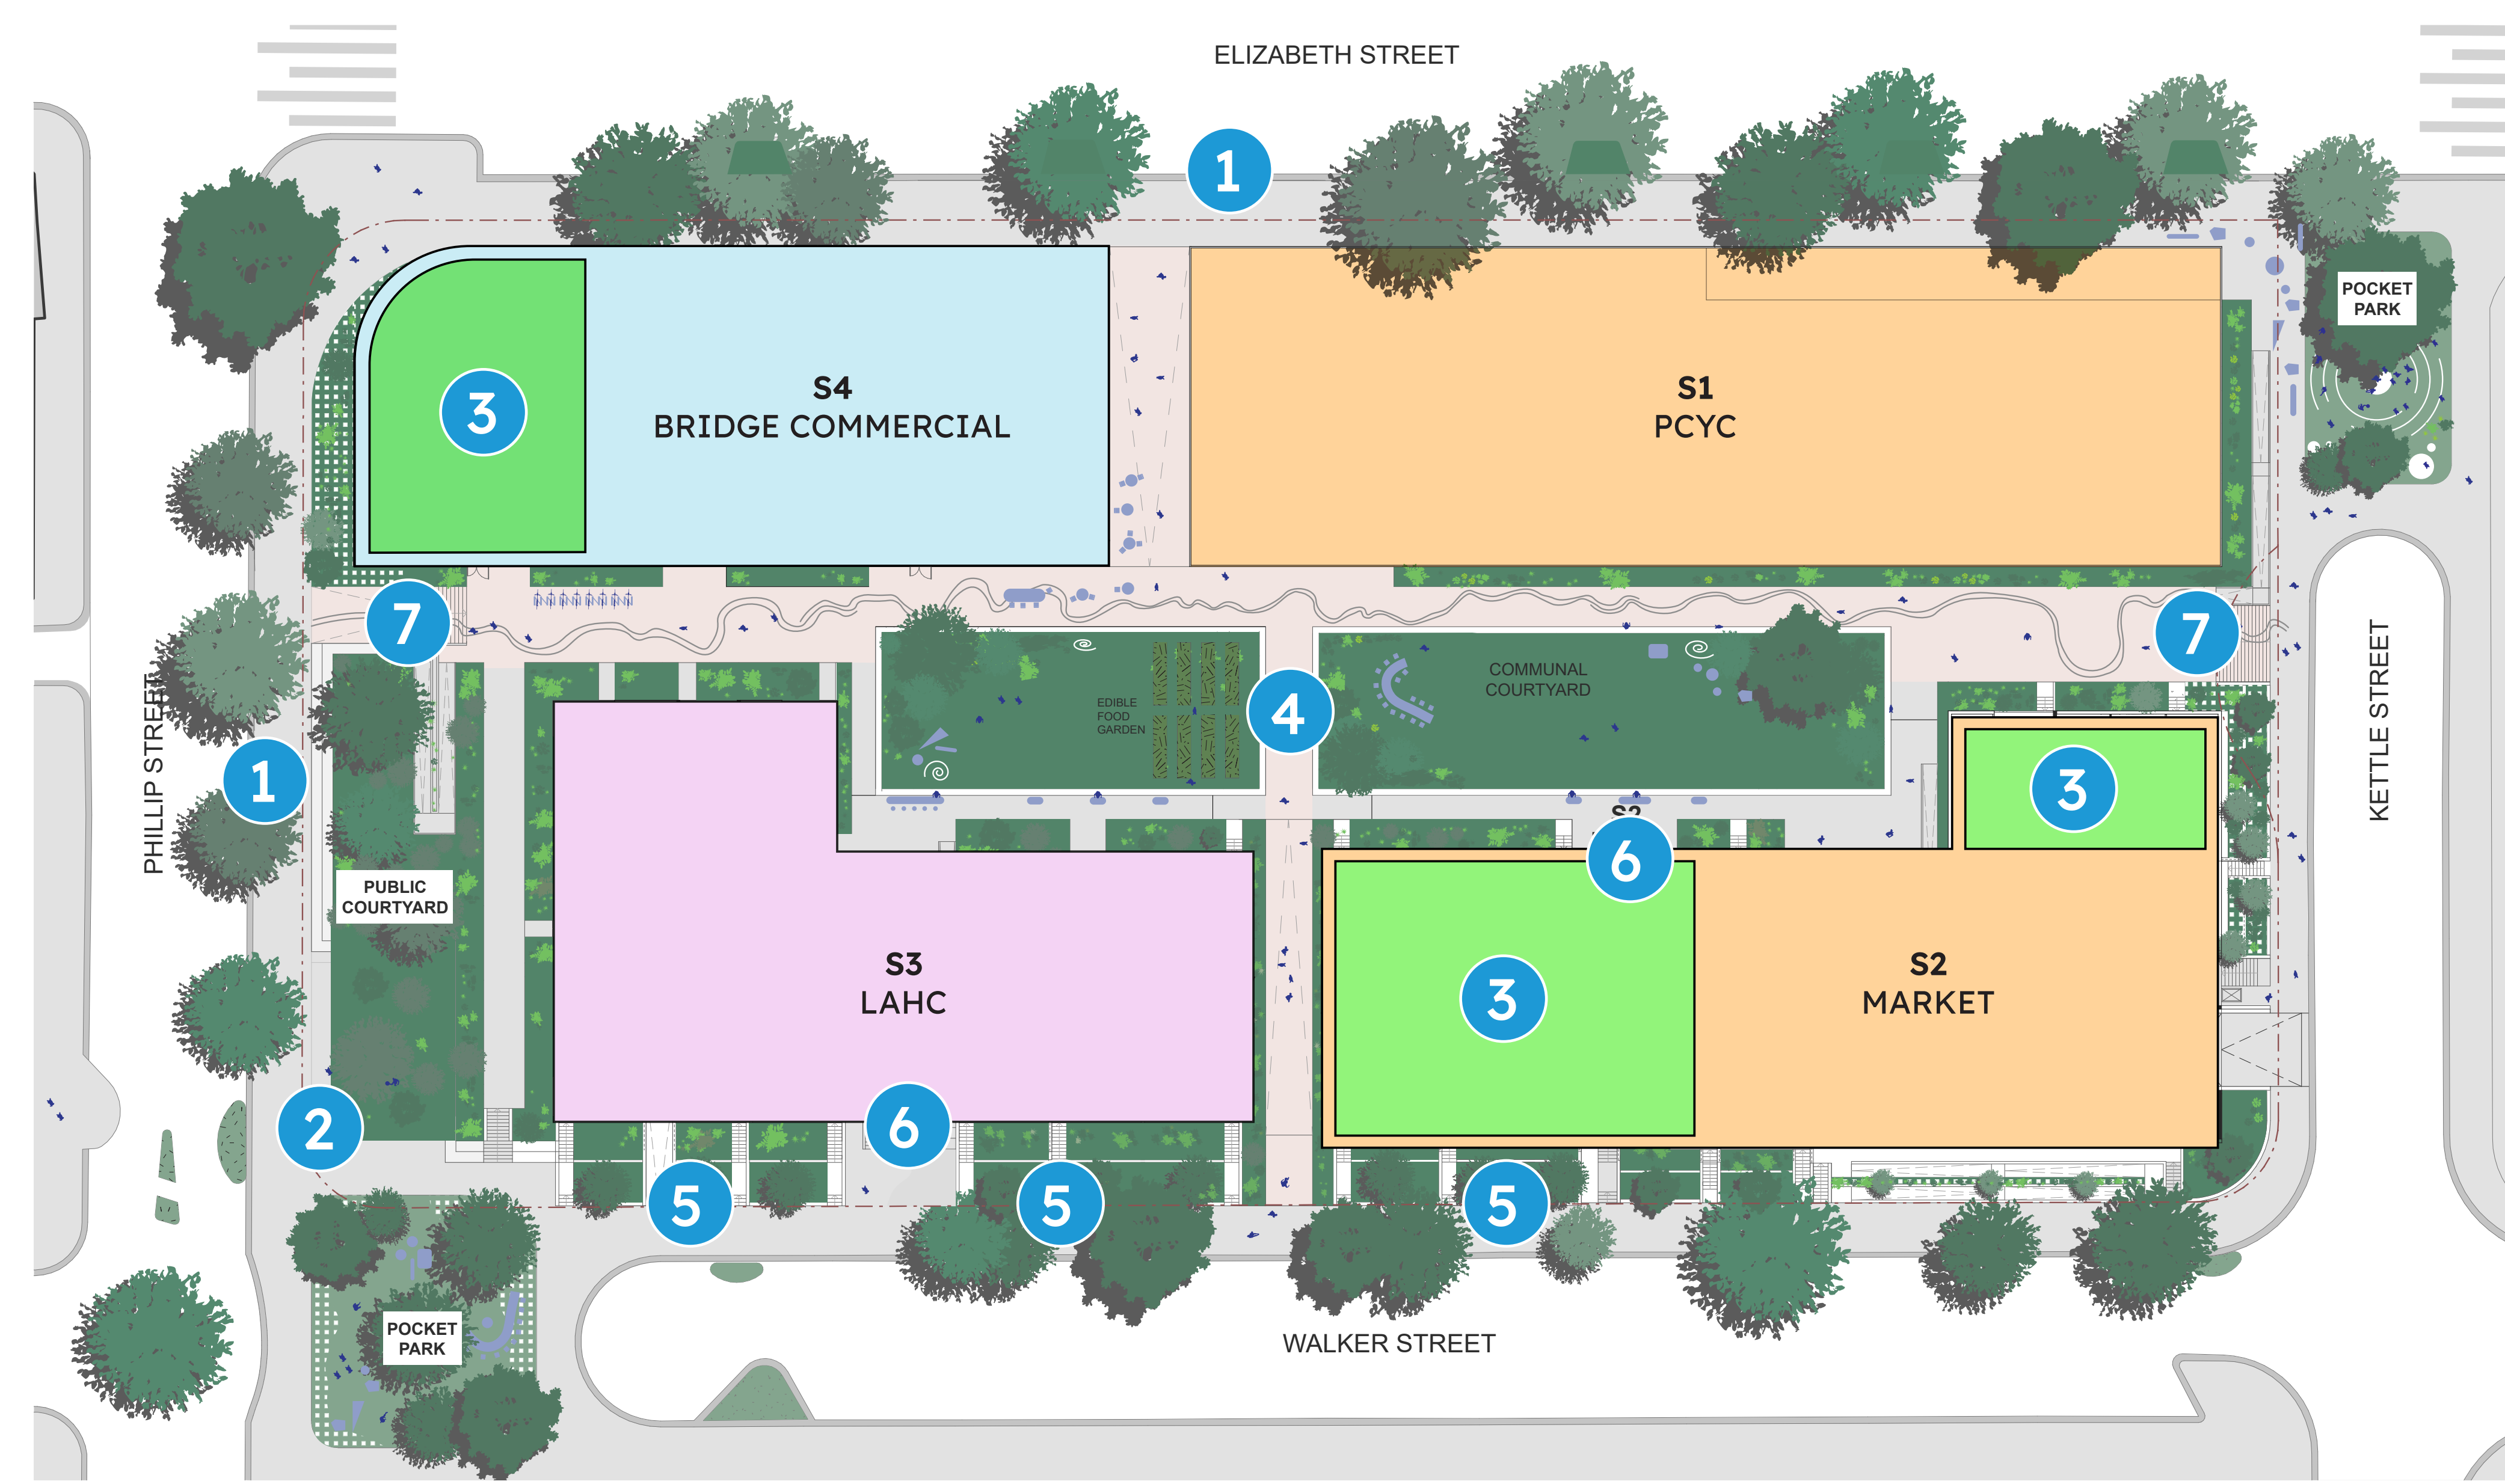 ELIZABETH STREET
1
POCKET
PARK
3
S4
BRIDGE COMMERCIAL
S1
PCYC
7
7
PHILLIP STREET
1
EDIBLE
FOOD
GARDEN
4
COMMUNAL
COURTYARD
KETTLE STREET
3
S2
6
PUBLIC
COURTYARD
S3
LAHC
3
S2
MARKET
2
6
5
5
5
POCKET
PARK
WALKER STREET